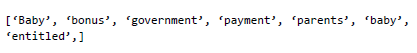 [‘Baby’, ‘bonus’, ‘government’, ‘payment’, ‘parents’, ‘baby’,
‘entitled’,]